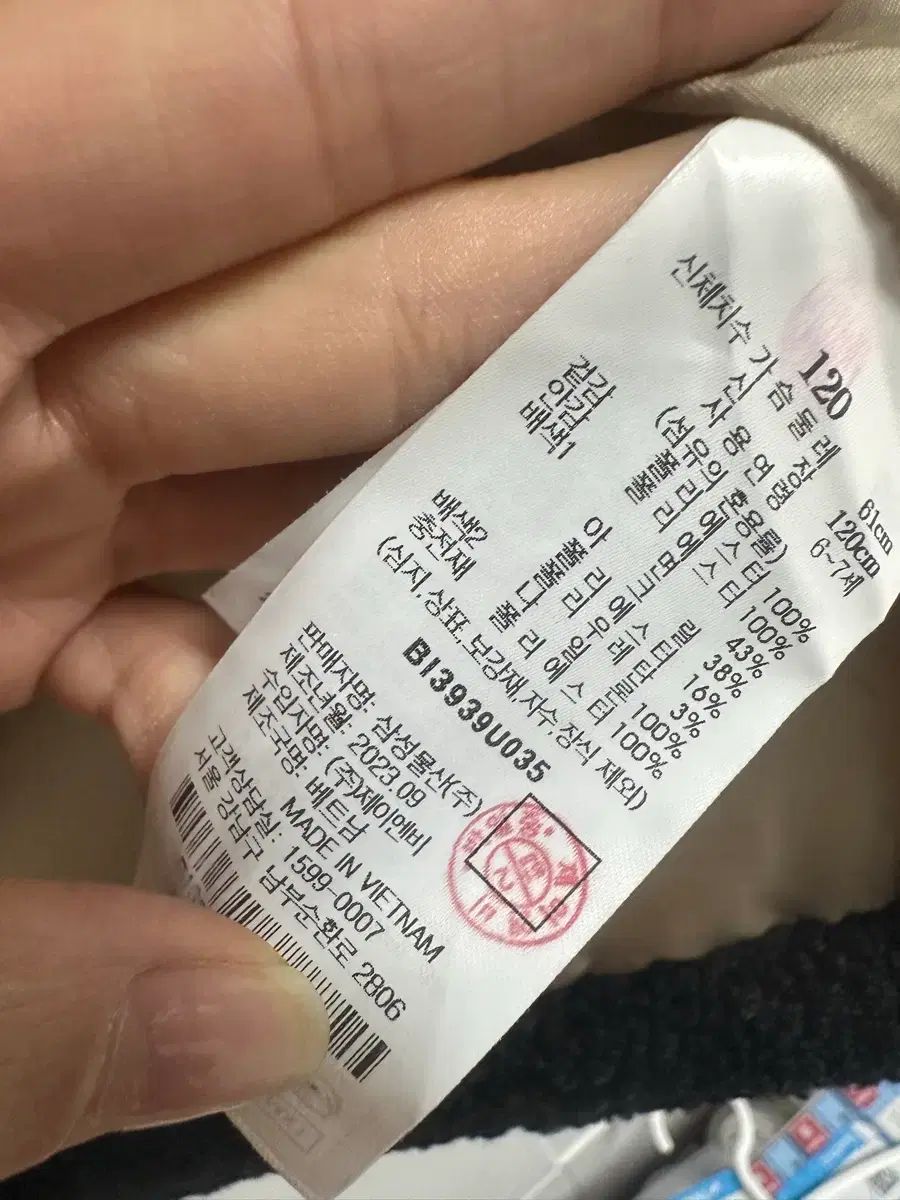 120
신체치수 가슴둘레 61cm
신장 120cm
사용연령 6~7세
(섬유의 혼용률)
겉감 폴리에스터 100%
안감 폴리에스터 100%
배색1 아크릴 43%
폴리에스터 38%
폴리우레탄 16%
나일론 3%
배색2 폴리에스터 100%
충전재 폴리에스터 100%
(심지,상표,보강재,자수,장식 제외)
BI3939U035
판매자명: 삼성물산(주)
제조년월: 2023.09
수입자명: (주)제이엔비
제조국명: 베트남
MADE IN VIETNAM
고객상담실: 1599-0007
서울 강남구 남부순환로 2806